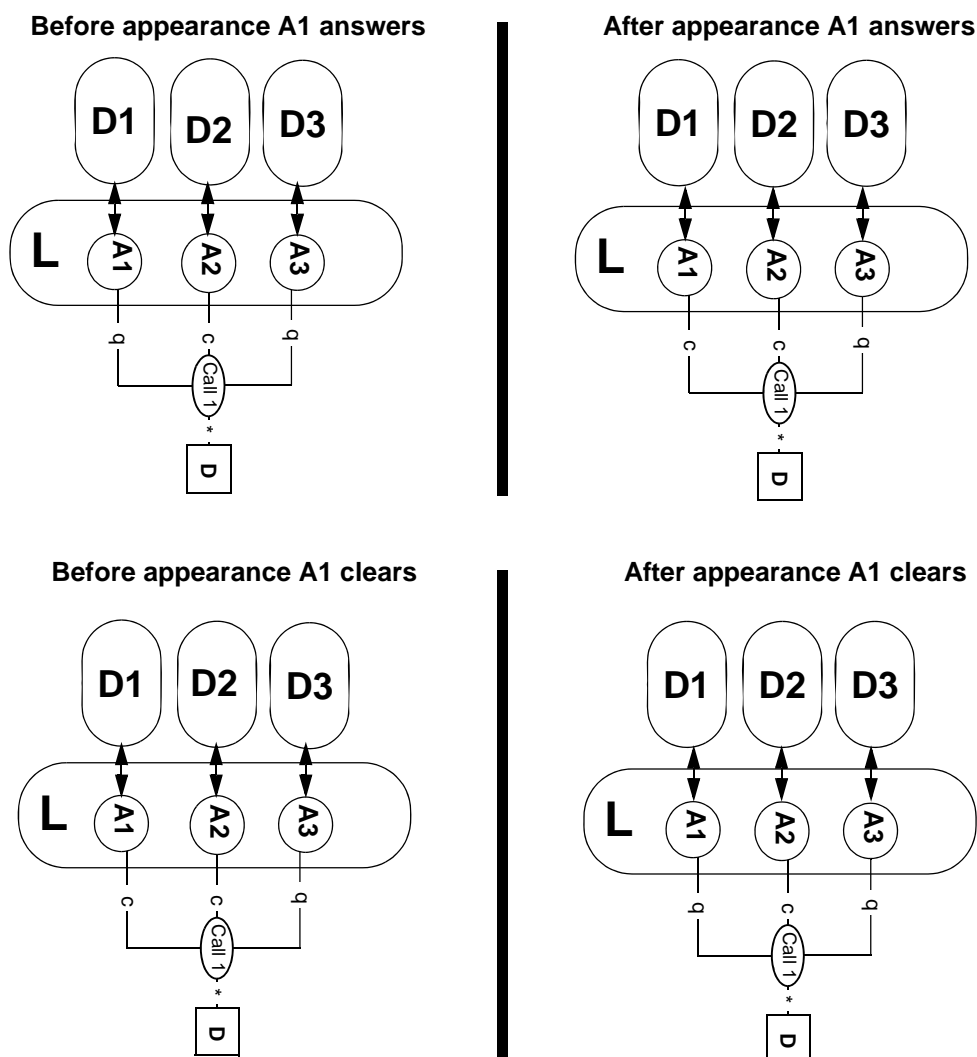 Before appearance A1 answers
After appearance A1 answers
D1 D2 D3
L A1 A2 A3
q c q
Call 1
*
D
D1 D2 D3
L A1 A2 A3
c c q
Call 1
*
D
Before appearance A1 clears
After appearance A1 clears
D1 D2 D3
L A1 A2 A3
c c q
Call 1
*
D
D1 D2 D3
L A1 A2 A3
q c q
Call 1
*
D